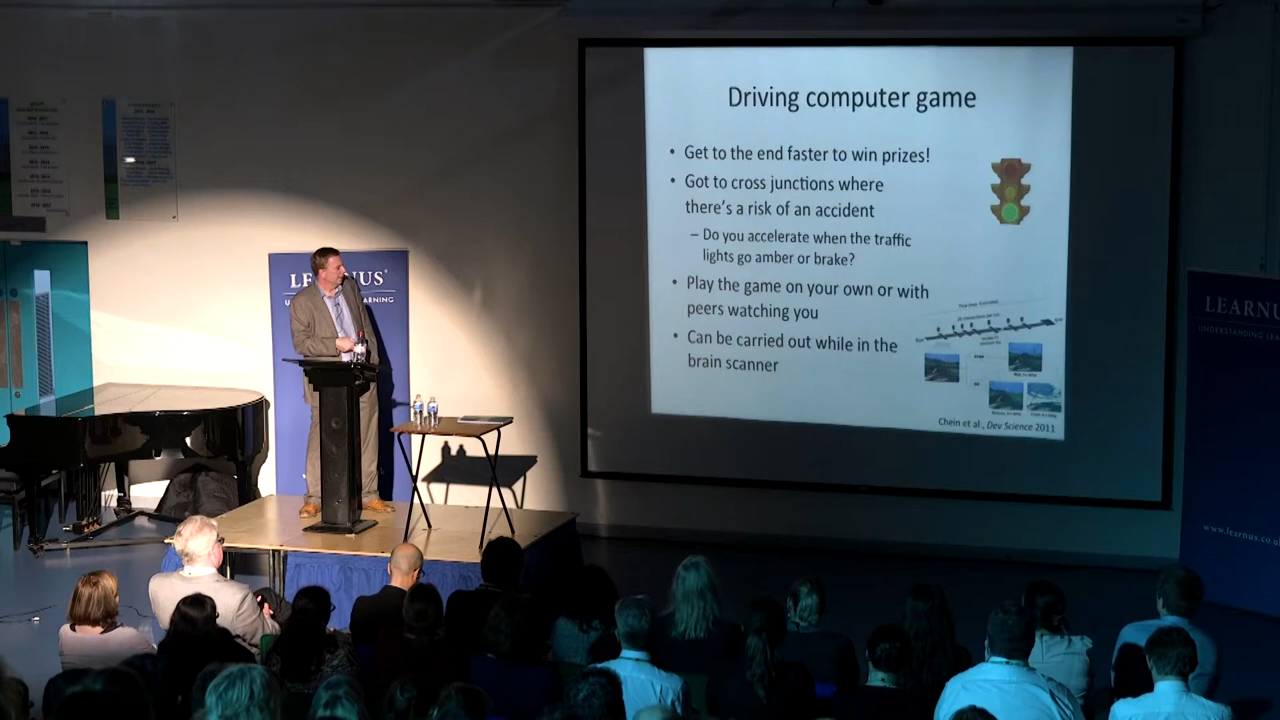 Driving computer game
• Get to the end faster to win prizes!
• Got to cross junctions where
there's a risk of an accident
– Do you accelerate when the traffic
lights go amber or brake?
• Play the game on your own or with
peers watching you
• Can be carried out while in the
brain scanner
Chein et al., Dev Science 2011
LEARNUS
UNDERSTANDING LEA
www.learnus.co.u